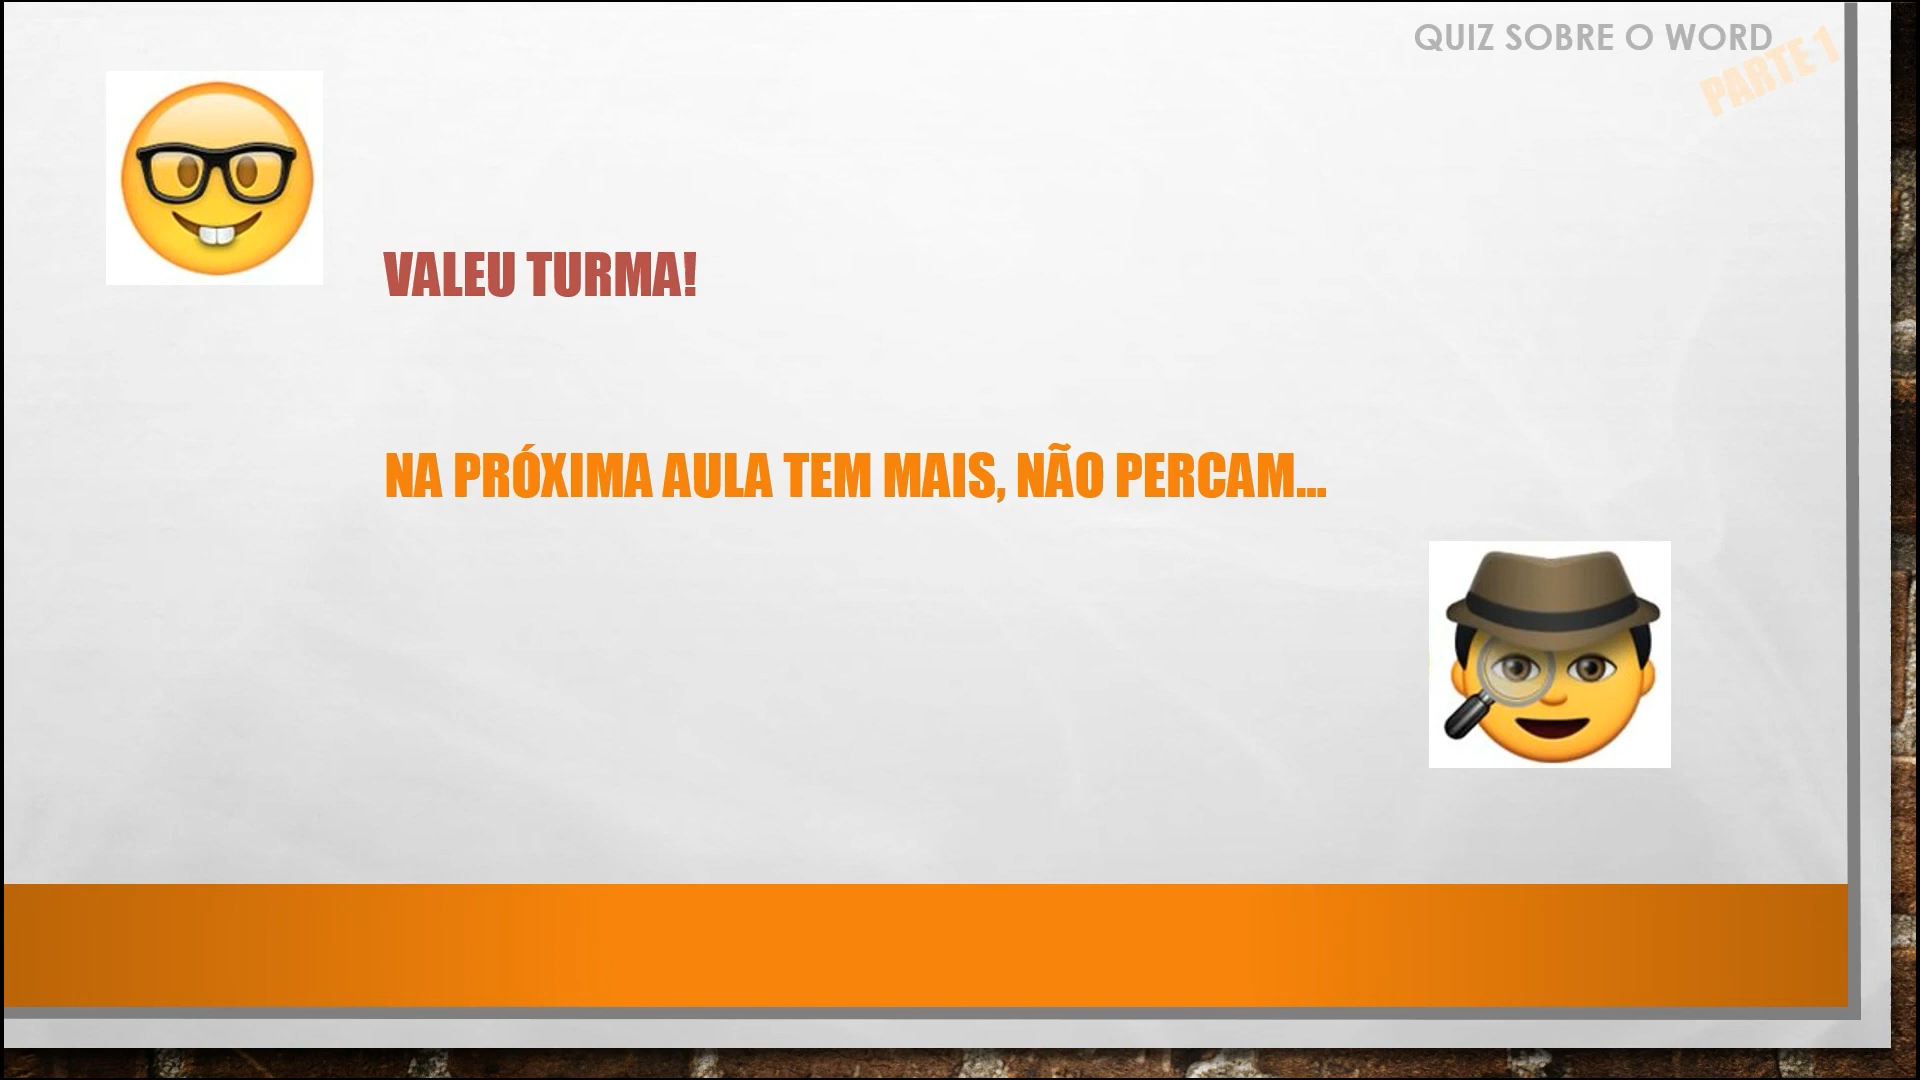 QUIZ SOBRE O WORD
PARTE 1
VALEU TURMA!
NA PRÓXIMA AULA TEM MAIS, NÃO PERCAM...